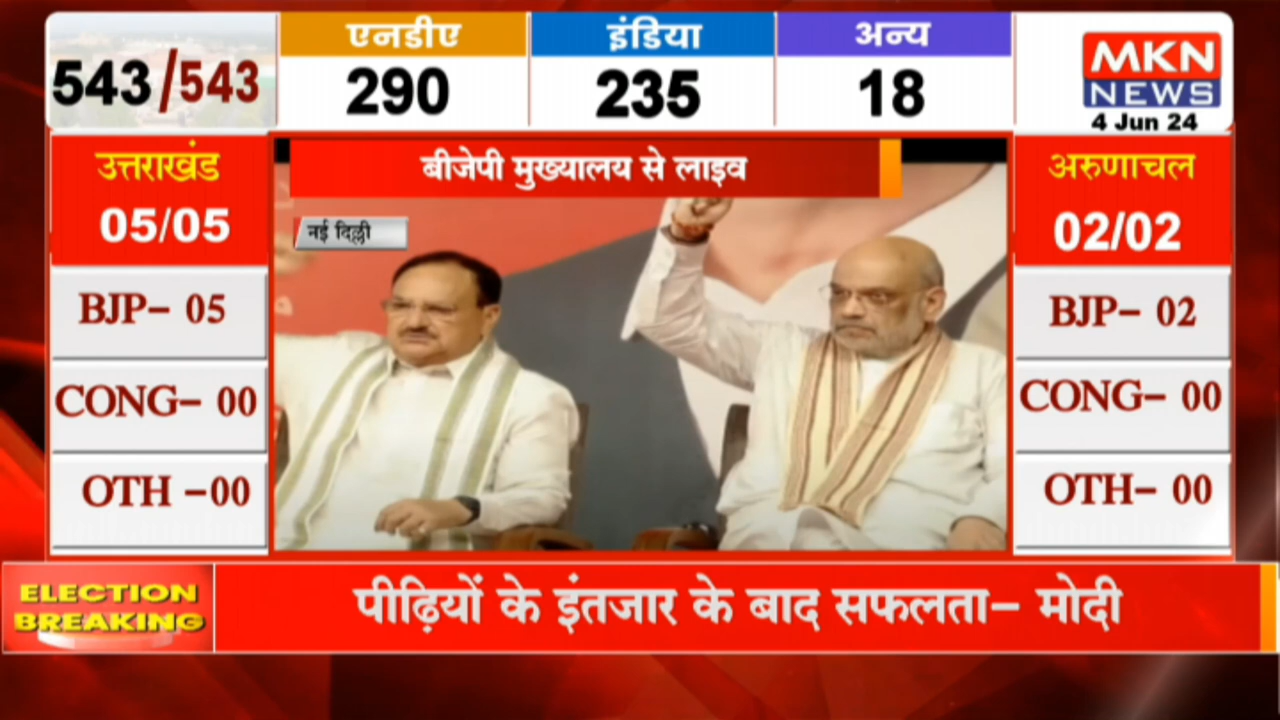 543/543
एनडीए
290
इंडिया
235
अन्य
18
MKN
NEWS
4 Jun 24
उत्तराखंड
05/05
BJP- 05
CONG- 00
OTH -00
बीजेपी मुख्यालय से लाइव
नई दिल्ली
अरुणाचल
02/02
BJP- 02
CONG- 00
OTH- 00
ELECTION
BREAKING
पीढ़ियों के इंतजार के बाद सफलता- मोदी